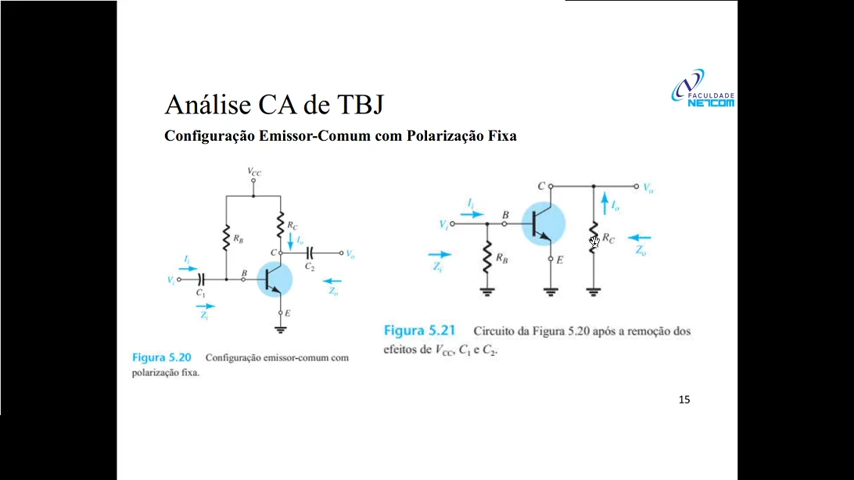 Análise CA de TBJ
FACULDADE
NETCOM
Configuração Emissor-Comum com Polarização Fixa
VCC
RC
RB
Io
C
C2
Vo
Ii
Vi
C1
B
Zi
Zo
E
Figura 5.20 Configuração emissor-comum com
polarização fixa.
C
Vo
Ii
Io
Vi
B
RB
RC
Zo
Zi
E
Figura 5.21 Circuito da Figura 5.20 após a remoção dos
efeitos de VCC, C1 e C2.
15